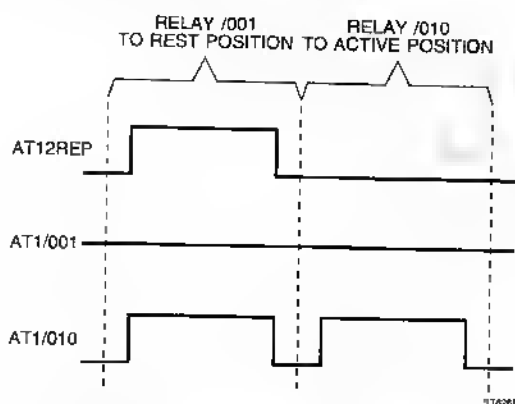 RELAY /001
TO REST POSITION
RELAY /010
TO ACTIVE POSITION
AT12REP
AT1/001
AT1/010